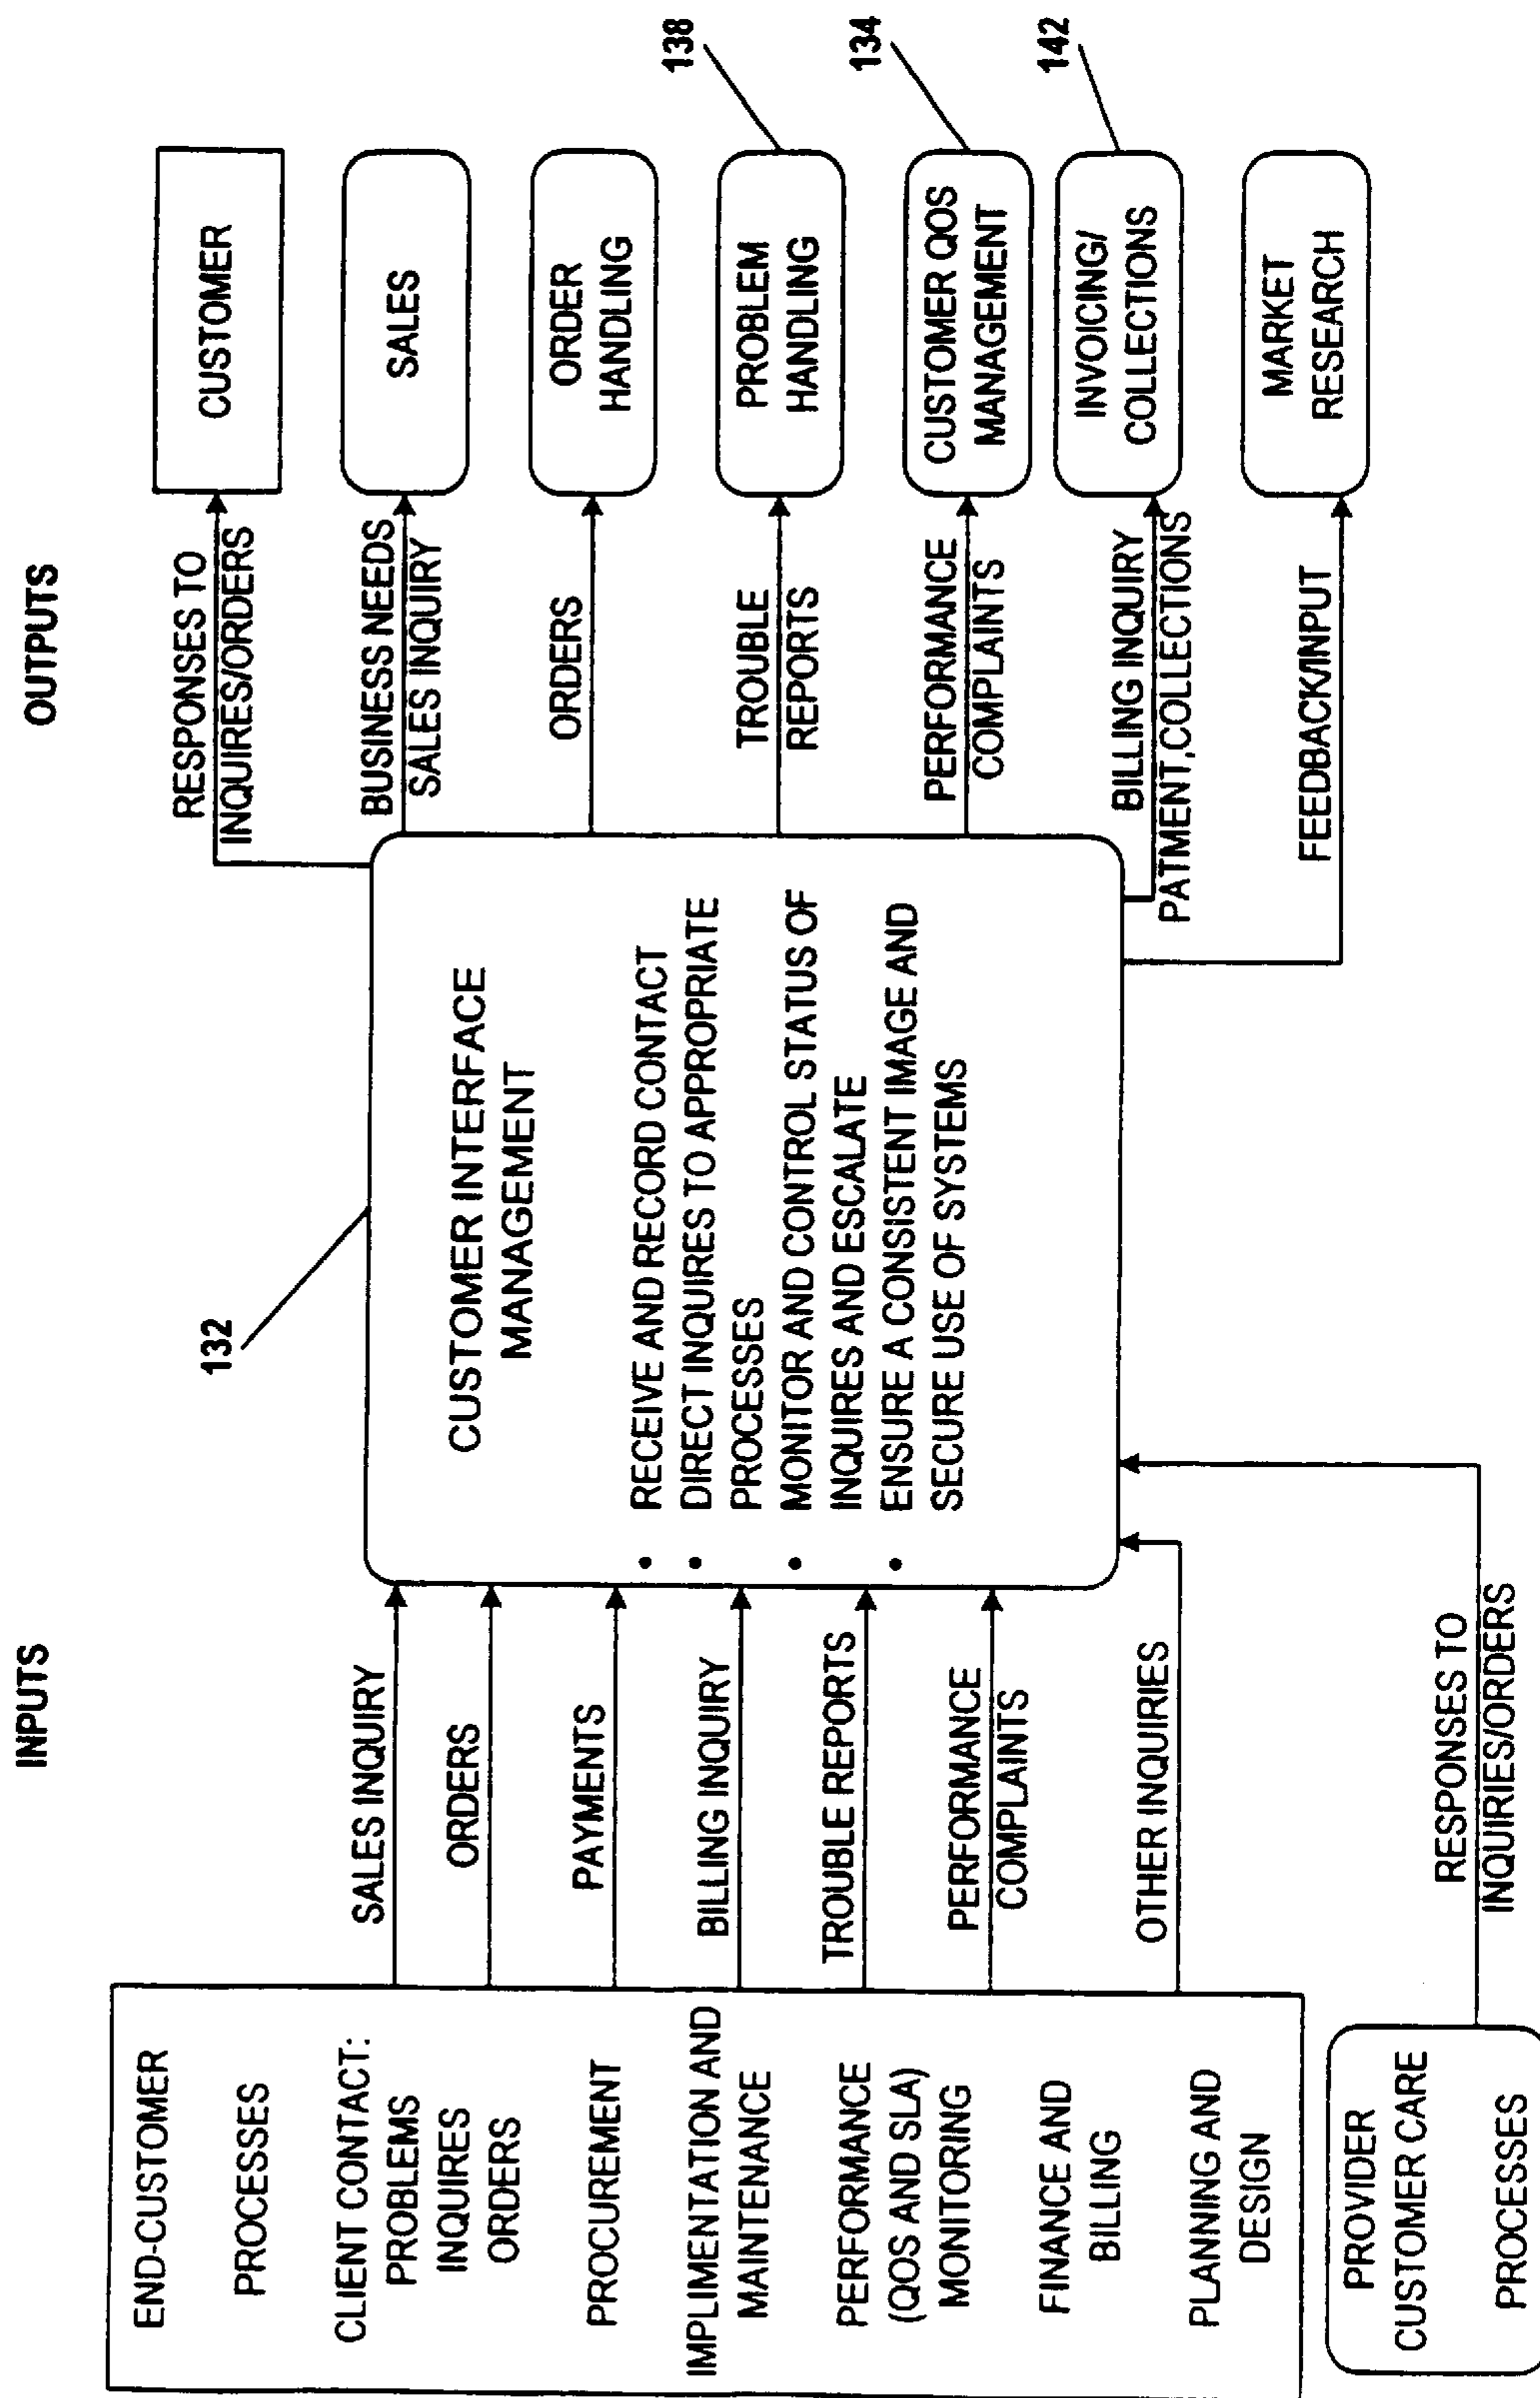 INPUTS
OUTPUTS
END-CUSTOMER
PROCESSES
CLIENT CONTACT:
PROBLEMS
INQUIRES
ORDERS
PROCUREMENT
IMPLIMENTATION AND
MAINTENANCE
PERFORMANCE
(QOS AND SLA)
MONITORING
FINANCE AND
BILLING
PLANNING AND
DESIGN
PROVIDER
CUSTOMER CARE
PROCESSES
SALES INQUIRY
ORDERS
PAYMENTS
BILLING INQUIRY
TROUBLE REPORTS
PERFORMANCE
COMPLAINTS
OTHER INQUIRIES
RESPONSES TO
INQUIRIES/ORDERS
132
CUSTOMER INTERFACE
MANAGEMENT
• RECEIVE AND RECORD CONTACT
• DIRECT INQUIRES TO APPROPRIATE
PROCESSES
• MONITOR AND CONTROL STATUS OF
INQUIRES AND ESCALATE
• ENSURE A CONSISTENT IMAGE AND
SECURE USE OF SYSTEMS
RESPONSES TO
INQUIRES/ORDERS
BUSINESS NEEDS
SALES INQUIRY
ORDERS
TROUBLE
REPORTS
PERFORMANCE
COMPLAINTS
BILLING INQUIRY
PATMENT,COLLECTIONS
FEEDBACK/INPUT
CUSTOMER
SALES
ORDER
HANDLING
PROBLEM
HANDLING
138
CUSTOMER QOS
MANAGEMENT
134
INVOICING/
COLLECTIONS
142
MARKET
RESEARCH